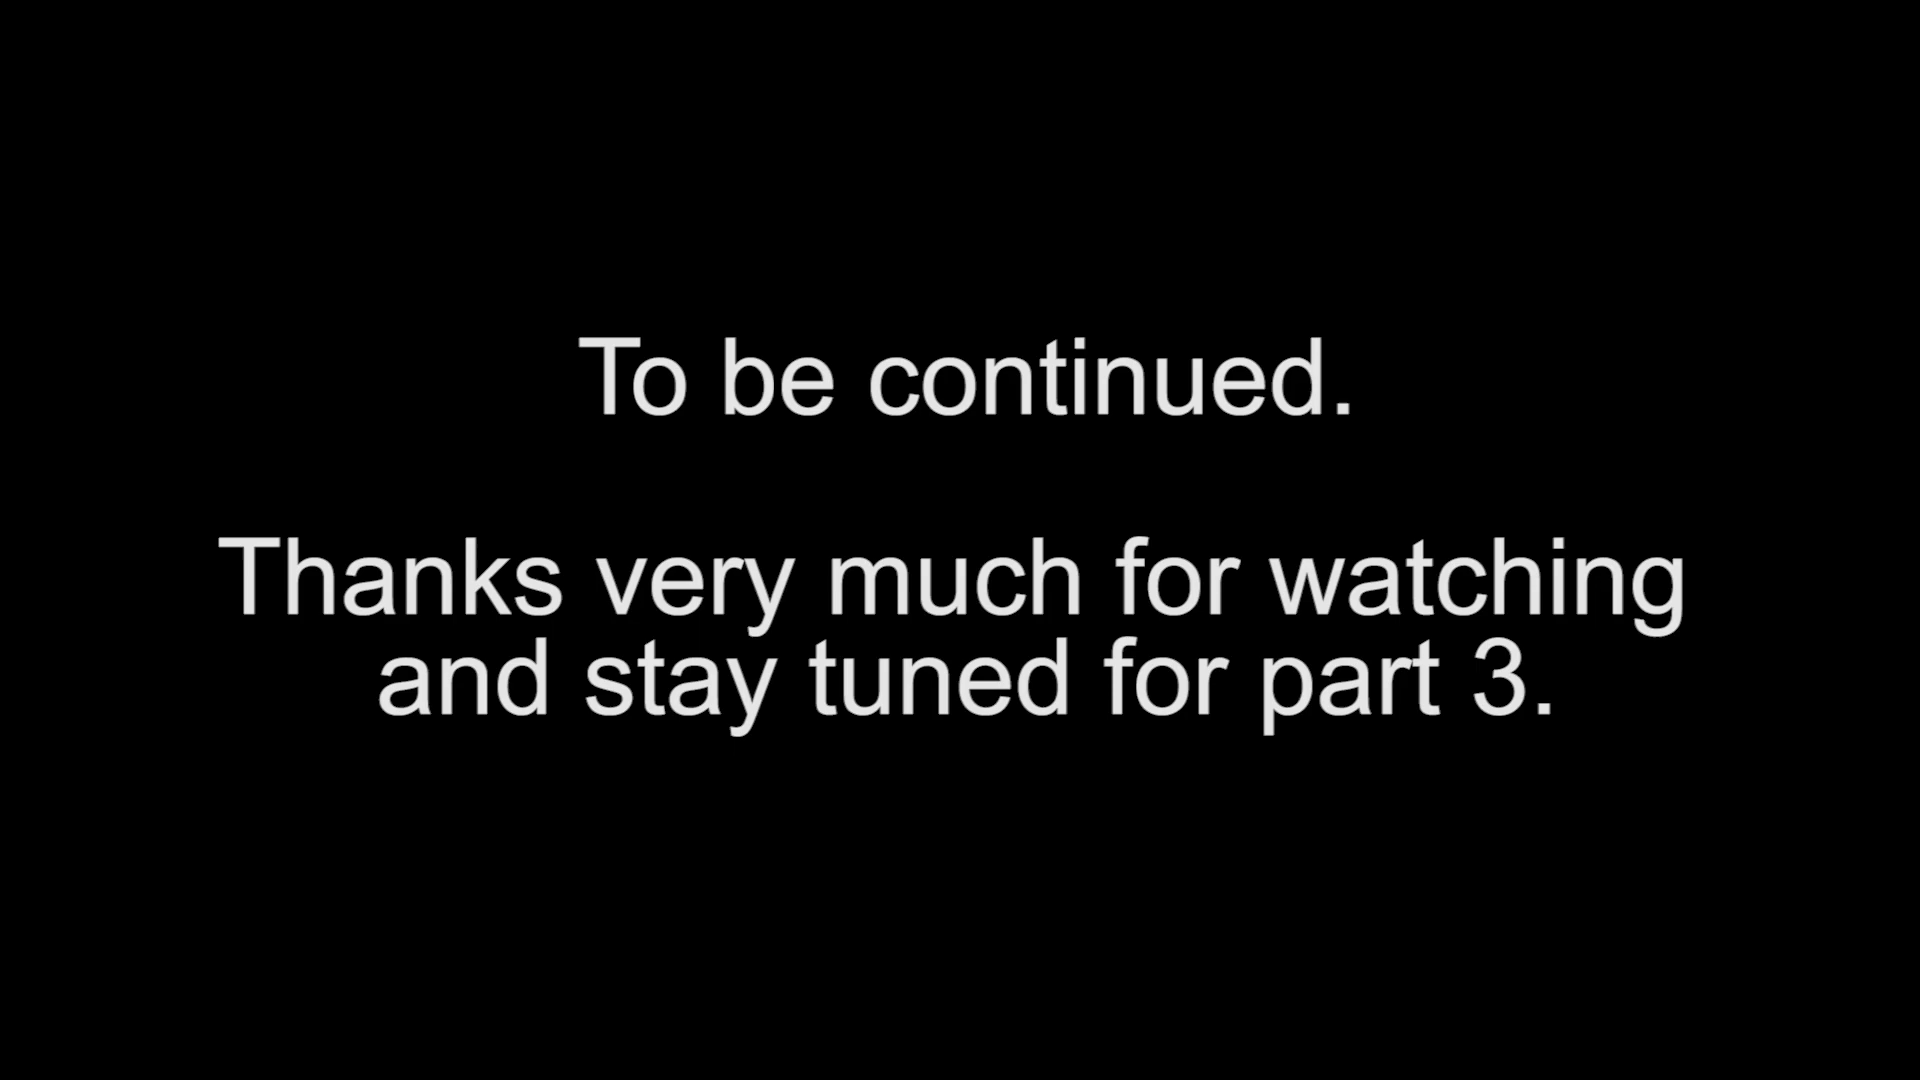 To be continued.
Thanks very much for watching
and stay tuned for part 3.